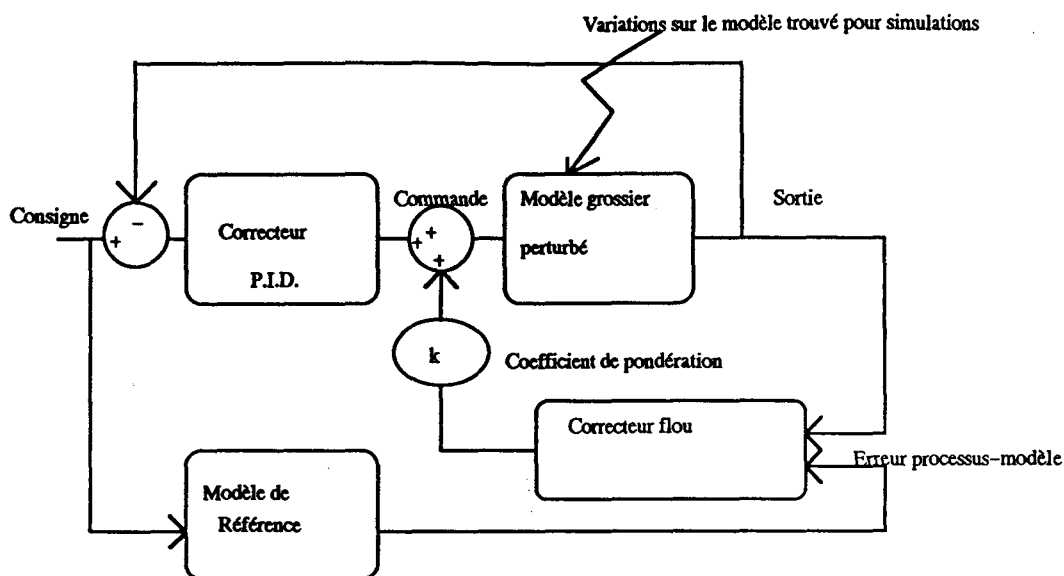 Variations sur le modèle trouvé pour simulations
Consigne
+
−
Correcteur
P.I.D.
Commande
+
+
+
Modèle grossier
perturbé
Sortie
k
Coefficient de pondération
Correcteur flou
Erreur processus−modèle
Modèle de
Référence